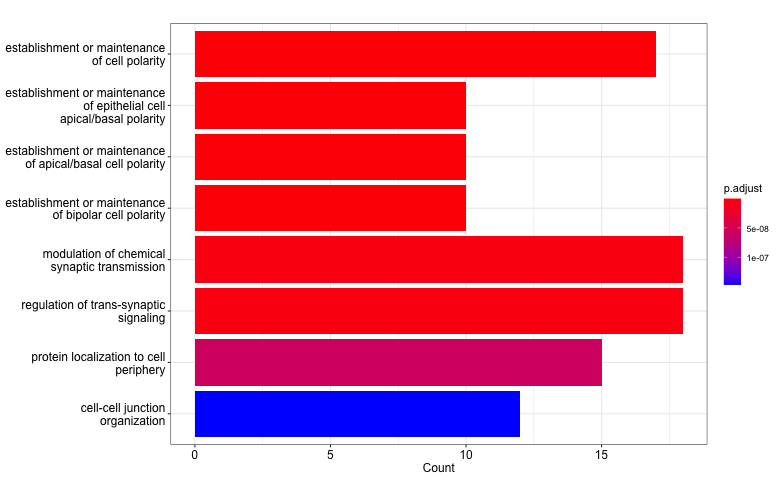 establishment or maintenance
of cell polarity
establishment or maintenance
of epithelial cell
apical/basal polarity
establishment or maintenance
of apical/basal cell polarity
establishment or maintenance
of bipolar cell polarity
modulation of chemical
synaptic transmission
regulation of trans-synaptic
signaling
protein localization to cell
periphery
cell-cell junction
organization
0
5
10
15
Count
p.adjust
5e-08
1e-07